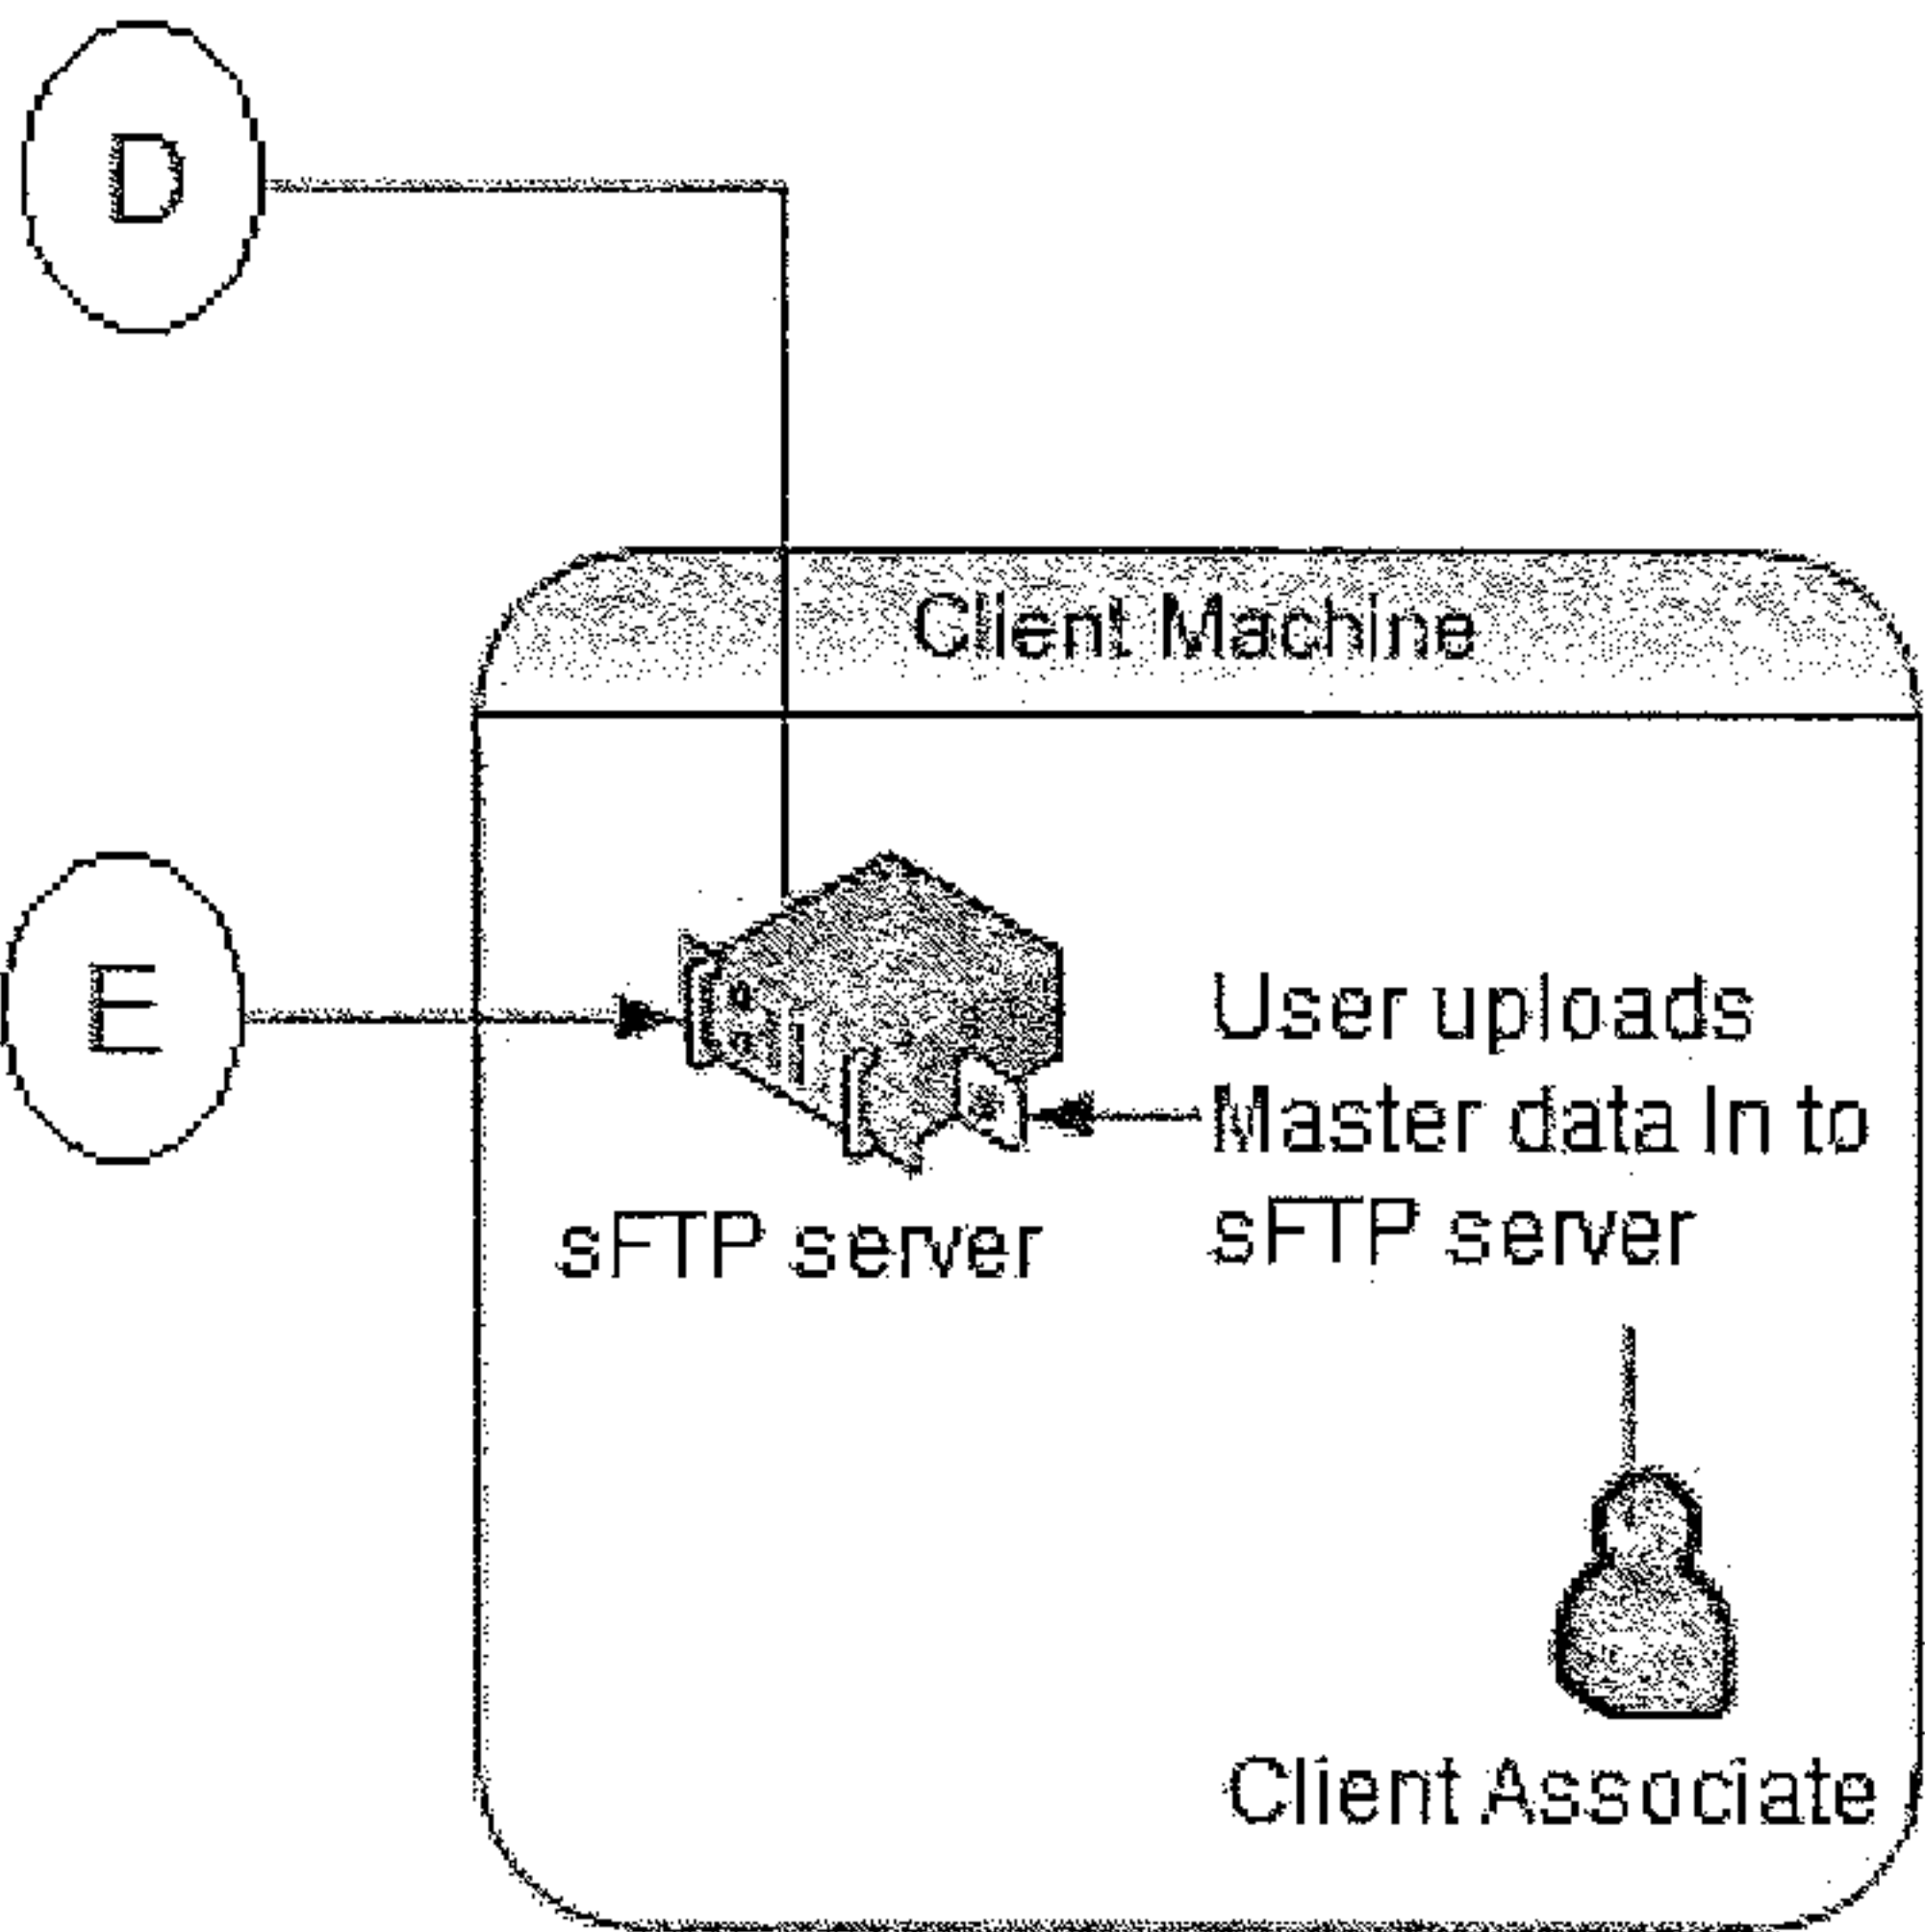 D
Client Machine
E
User uploads
Master data In to
sFTP server
sFTP server
Client Associate